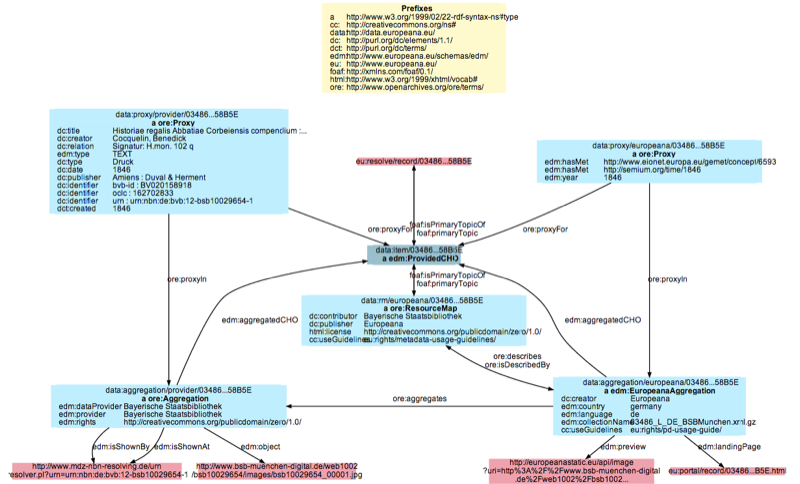 Prefixes
a http://www.w3.org/1999/02/22-rdf-syntax-ns#type
cc: http://creativecommons.org/ns#
data: http://data.europeana.eu/
dc: http://purl.org/dc/elements/1.1/
dct: http://purl.org/dc/terms/
edm: http://www.europeana.eu/schemas/edm/
eu: http://www.europeana.eu/
foaf: http://xmlns.com/foaf/0.1/
html: http://www.w3.org/1999/xhtml/vocab#
ore: http://www.openarchives.org/ore/terms/
data:proxy/provider/03486...58B5E
a ore:Proxy
dc:title Historiae regalis Abbatiae Corbeiensis compendium :...
dc:creator Cocquelin, Benedick
dc:relation Signatur: H.mon. 102 q
edm:type TEXT
dc:type Druck
dc:date 1846
dc:publisher Amiens : Duval & Herment
dc:identifier bvb-id : BV020158918
dc:identifier oclc : 162702833
dc:identifier urn : urn:nbn:de:bvb:12-bsb10029654-1
dct:created 1846
eu:resolve/record/03486...58B5E
data:proxy/europeana/03486...58B5E
a ore:Proxy
edm:hasMet http://www.eionet.europa.eu/gemet/concept/6593
edm:hasMet http://semium.org/time/1846
edm:year 1846
ore:proxyFor
foaf:isPrimaryTopicOf
foaf:primaryTopic
ore:proxyFor
data:item/03486...58B5E
a edm:ProvidedCHO
ore:proxyIn
foaf:isPrimaryTopicOf
foaf:primaryTopic
ore:proxyIn
data:rm/europeana/03486...58B5E
a ore:ResourceMap
dc:contributor Bayerische Staatsbibliothek
dc:publisher Europeana
html:license http://creativecommons.org/publicdomain/zero/1.0/
cc:useGuidelines eu:rights/metadata-usage-guidelines/
edm:aggregatedCHO
edm:aggregatedCHO
ore:describes
ore:isDescribedBy
data:aggregation/provider/03486...58B5E
a ore:Aggregation
edm:dataProvider Bayerische Staatsbibliothek
edm:provider Bayerische Staatsbibliothek
edm:rights http://creativecommons.org/publicdomain/zero/1.0/
ore:aggregates
data:aggregation/europeana/03486...58B5E
a edm:EuropeanaAggregation
dc:creator Europeana
edm:country germany
edm:language de
edm:collectionName 03486_L_DE_BSBMunchen.xml.gz
cc:useGuidelines eu:rights/pd-usage-guide/
edm:isShownBy
edm:isShownAt
edm:object
edm:preview
edm:landingPage
http://www.mdz-nbn-resolving.de/urn
/resolver.pl?urn=urn:nbn:de:bvb:12-bsb10029654-1
http://www.bsb-muenchen-digital.de/web1002
/bsb10029654/images/bsb10029654_00001.jpg
http://europeanastatic.eu/api/image
?uri=http%3A%2F%2Fwww.bsb-muenchen-digital
.de%2Fweb1002%2Fbsb1002...
eu:portal/record/03486...B5E.html